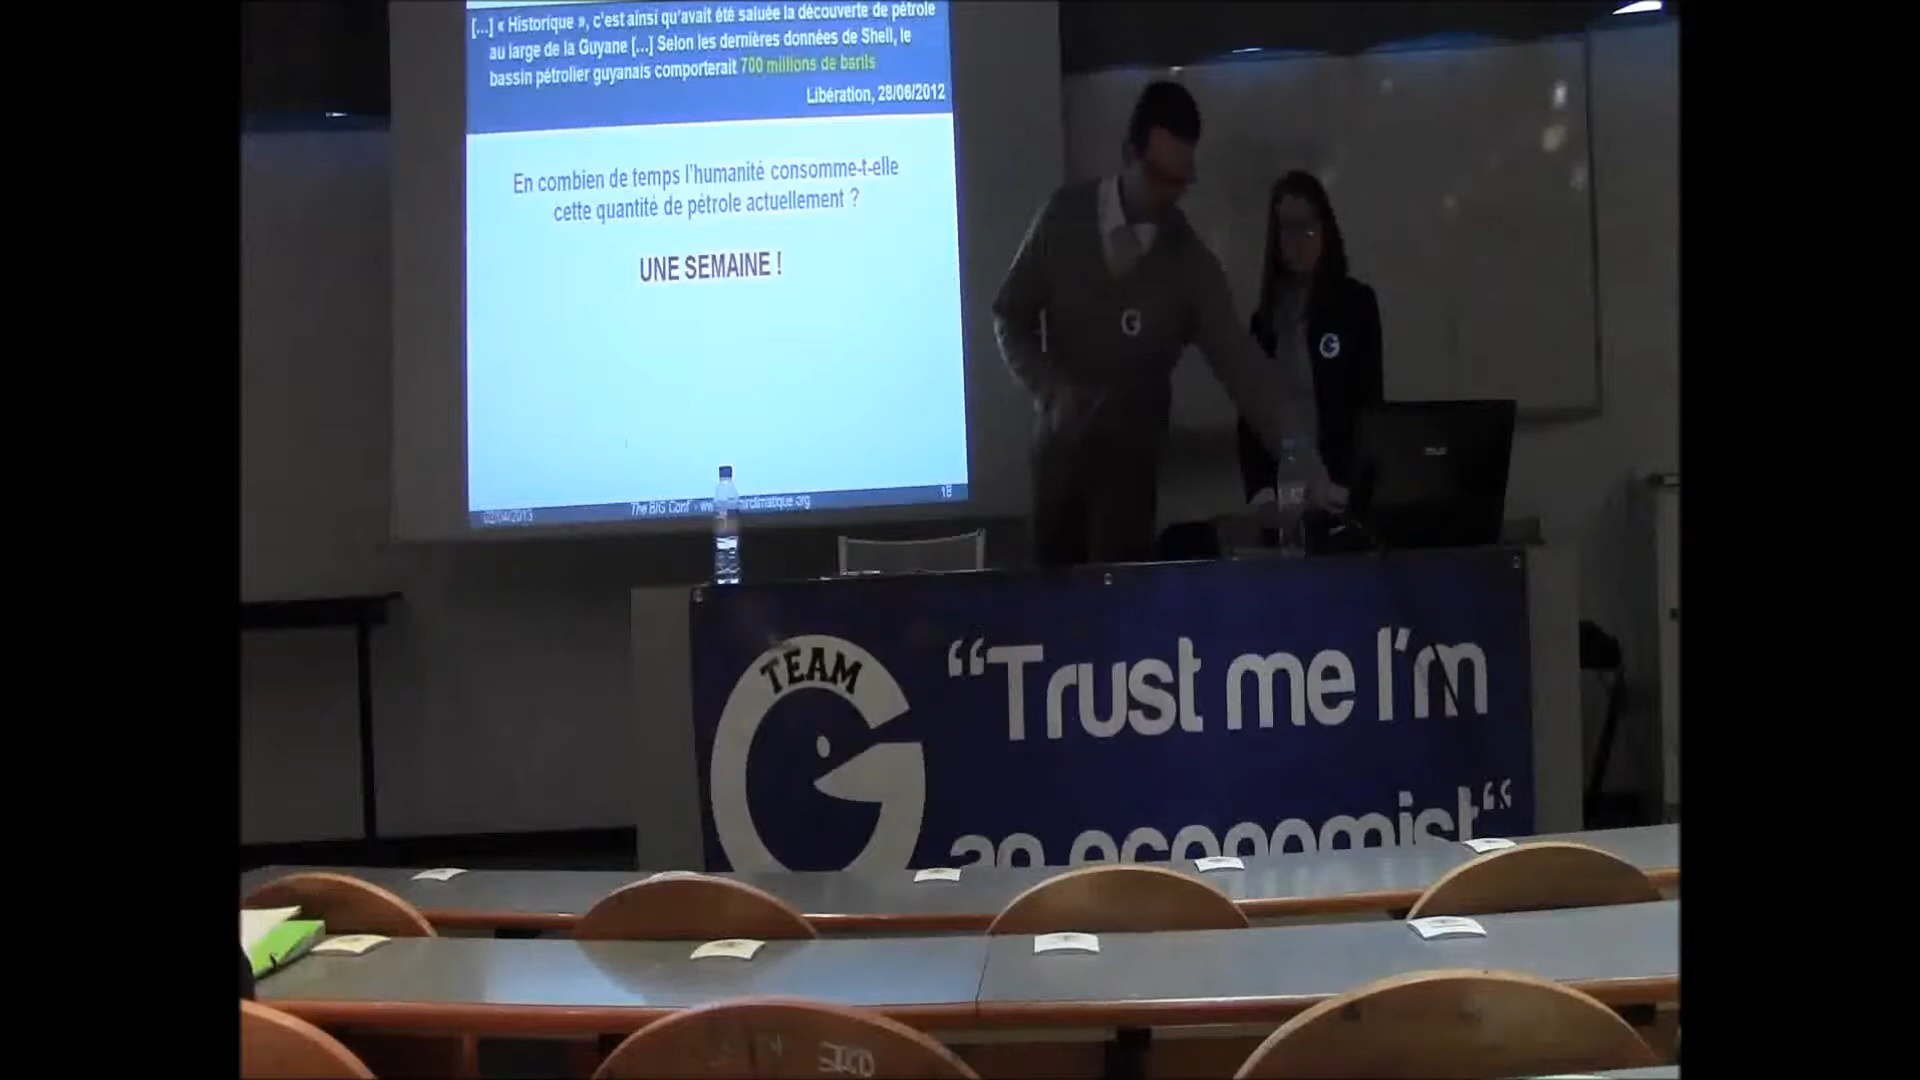 [...] « Historique », c'est ainsi qu'avait été saluée la découverte de pétrole
au large de la Guyane [...] Selon les dernières données de Shell, le
bassin pétrolier guyanais comporterait 700 millions de barils
Libération, 28/06/2012
En combien de temps l'humanité consomme-t-elle
cette quantité de pétrole actuellement ?
UNE SEMAINE !
The BIG Conf - 
18
TEAM
G
"Trust me I'm
an economist"